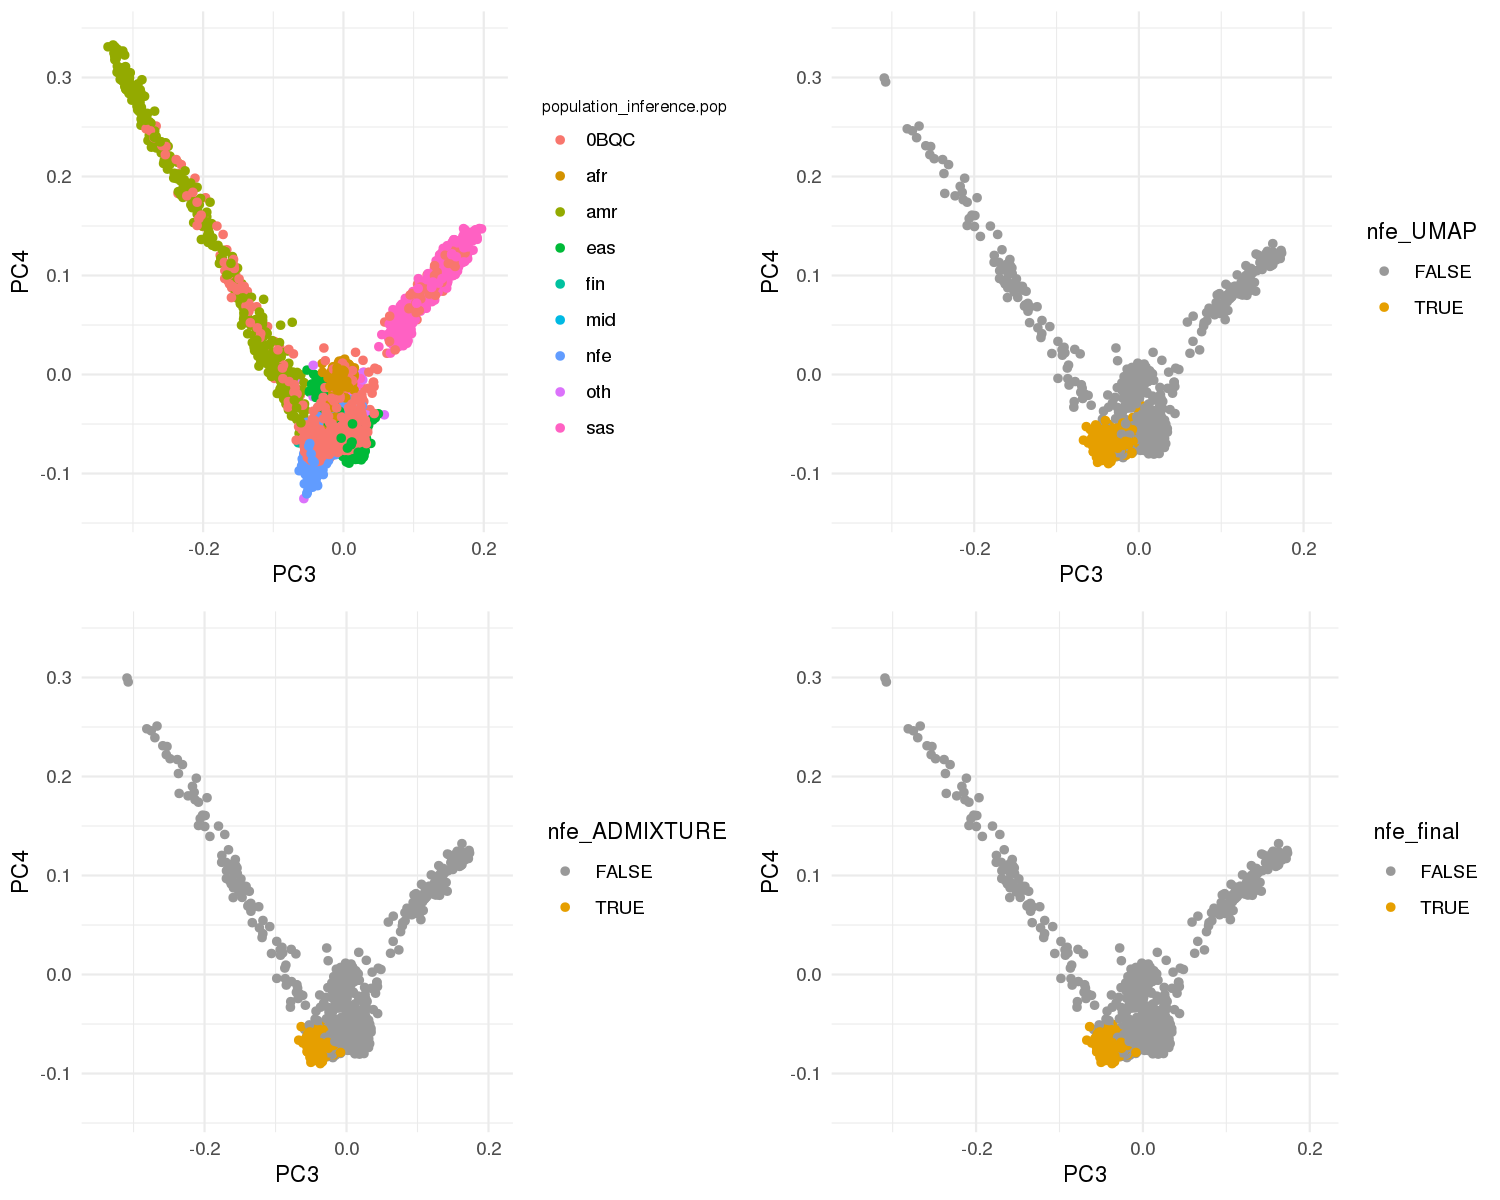 PC4
0.3
0.2
0.1
0.0
-0.1
-0.2
0.0
0.2
PC3
population_inference.pop
0BQC
afr
amr
eas
fin
mid
nfe
oth
sas
PC4
0.3
0.2
0.1
0.0
-0.1
-0.2
0.0
0.2
PC3
nfe_UMAP
FALSE
TRUE
PC4
0.3
0.2
0.1
0.0
-0.1
-0.2
0.0
0.2
PC3
nfe_ADMIXTURE
FALSE
TRUE
PC4
0.3
0.2
0.1
0.0
-0.1
-0.2
0.0
0.2
PC3
nfe_final
FALSE
TRUE